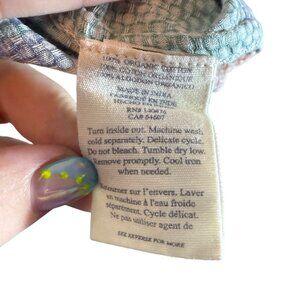 100% ORGANIC COTTON
100% COTON ORGANIQUE
100% ALGODON ORGANICO
MADE IN INDIA
FABRIQUÉ EN INDE
HECHO EN INDIA
RN#
CA# 54607
Turn inside out. Machine wash,
cold separately. Delicate cycle.
Do not bleach. Tumble dry low.
Remove promptly. Cool iron
when needed.
Retourner sur l'envers. Laver
en machine à l'eau froide
séparément. Cycle délicat.
Ne pas utiliser agent de
SEE REVERSE FOR MORE